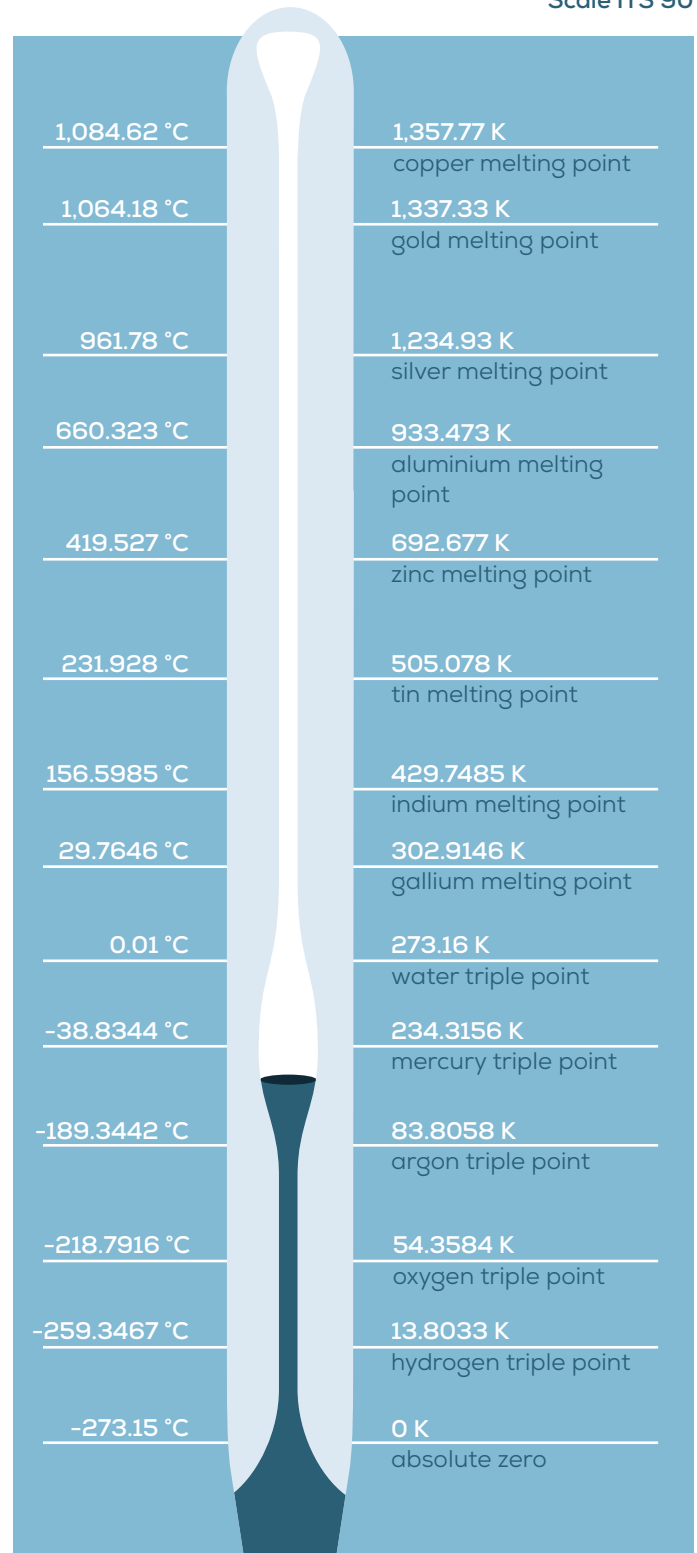 Scale ITS 90
1,084.62 °C
1,357.77 K
copper melting point
1,064.18 °C
1,337.33 K
gold melting point
961.78 °C
1,234.93 K
silver melting point
660.323 °C
933.473 K
aluminium melting
point
419.527 °C
692.677 K
zinc melting point
231.928 °C
505.078 K
tin melting point
156.5985 °C
429.7485 K
indium melting point
29.7646 °C
302.9146 K
gallium melting point
0.01 °C
273.16 K
water triple point
-38.8344 °C
234.3156 K
mercury triple point
-189.3442 °C
83.8058 K
argon triple point
-218.7916 °C
54.3584 K
oxygen triple point
-259.3467 °C
13.8033 K
hydrogen triple point
-273.15 °C
0 K
absolute zero